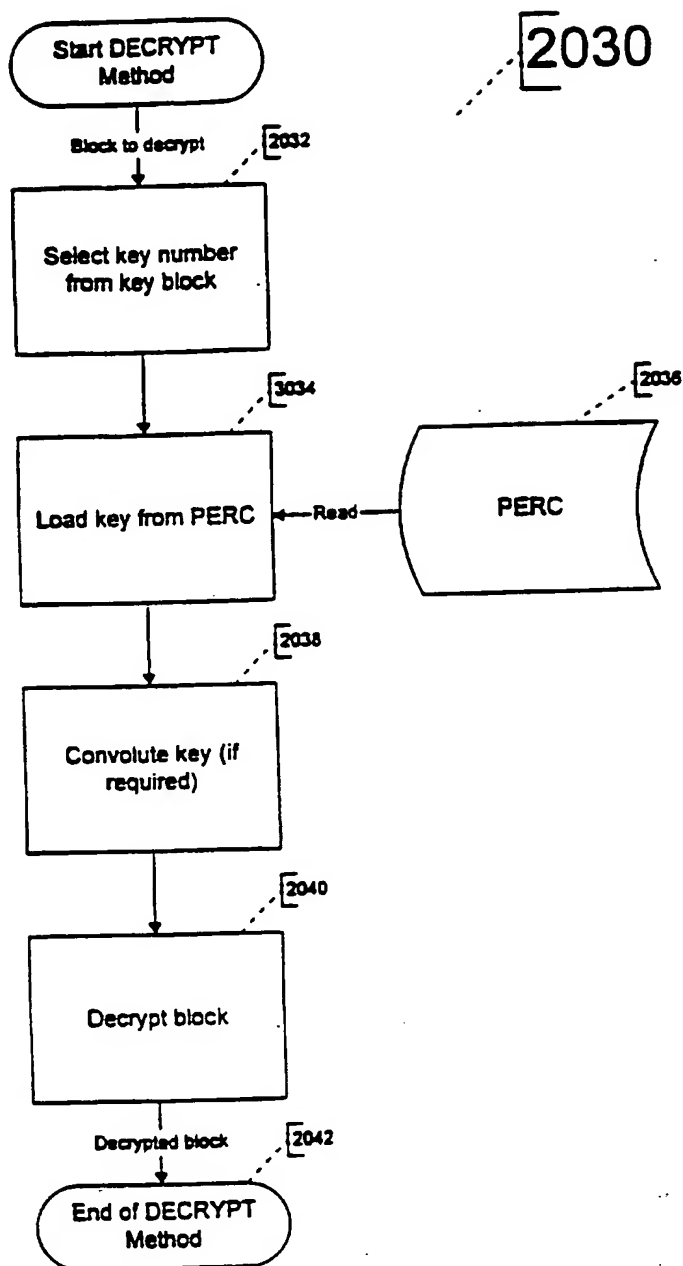 2030
Start DECRYPT
Method
Block to decrypt
2032
Select key number
from key block
3034
Load key from PERC
Read
2036
PERC
2038
Convolute key (if
required)
2040
Decrypt block
Decrypted block
2042
End of DECRYPT
Method